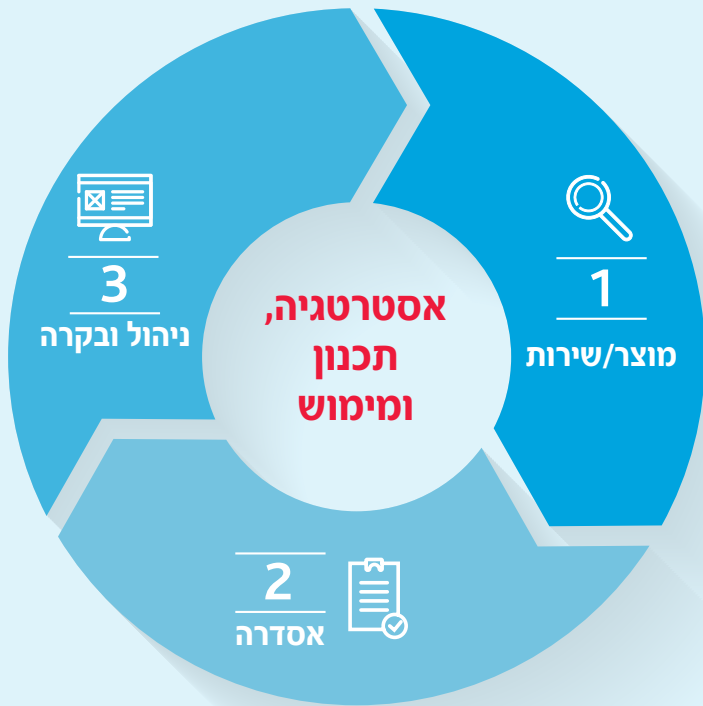 אסטרטגיה,
תכנון
ומימוש
1
מוצר/שירות
2
אסדרה
3
ניהול ובקרה